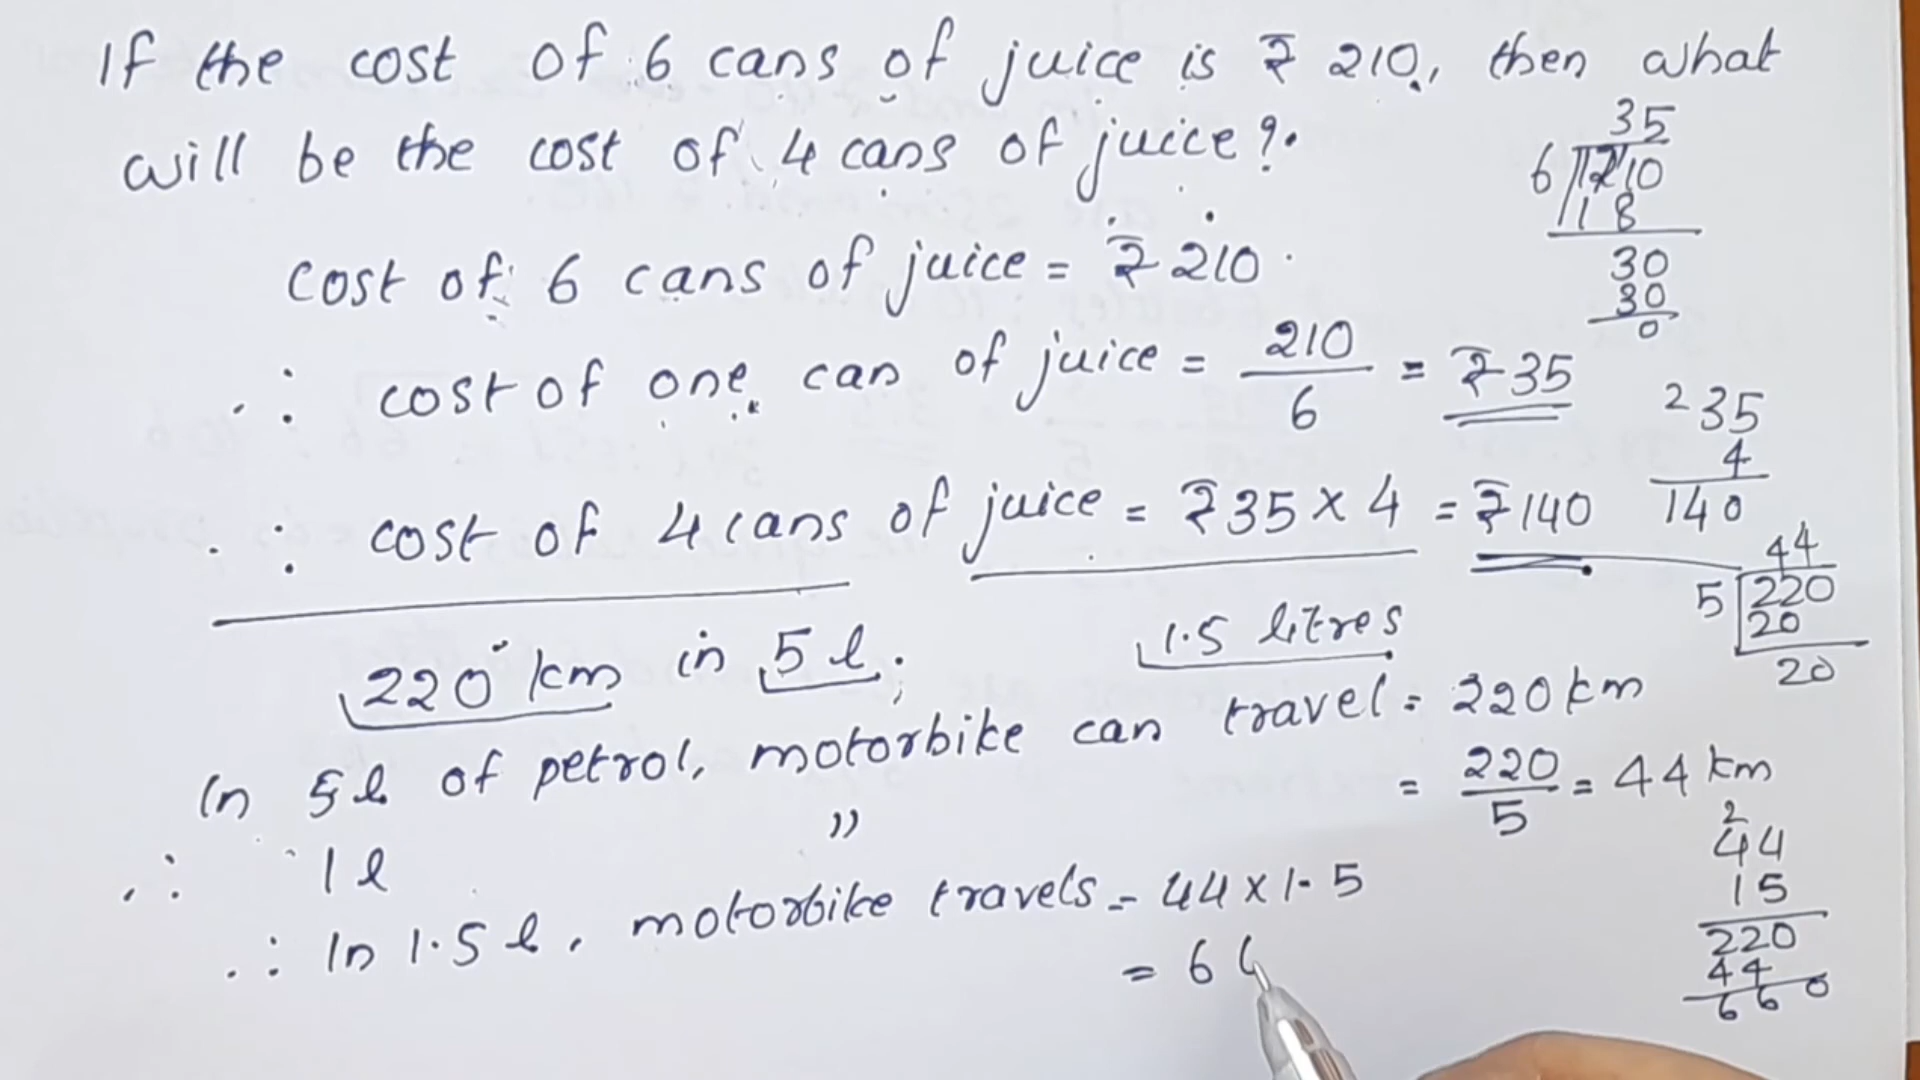 If the cost of 6 cans of juice is ₹ 210, then what
will be the cost of 4 cans of juice?
35
6 210
18
30
30
0
cost of 6 cans of juice = ₹ 210
∴ cost of one can of juice = 210/6 = ₹ 35
2 35
4
140
∴ cost of 4 cans of juice = ₹ 35 × 4 = ₹ 140
44
5 220
20
20
220 km in 5 l; 1.5 litres
In 5 l of petrol, motorbike can travel = 220 km
∴ 1 l " = 220/5 = 44 km
2
44
15
220
44
660
∴ In 1.5 l, motorbike travels = 44 × 1.5
= 6